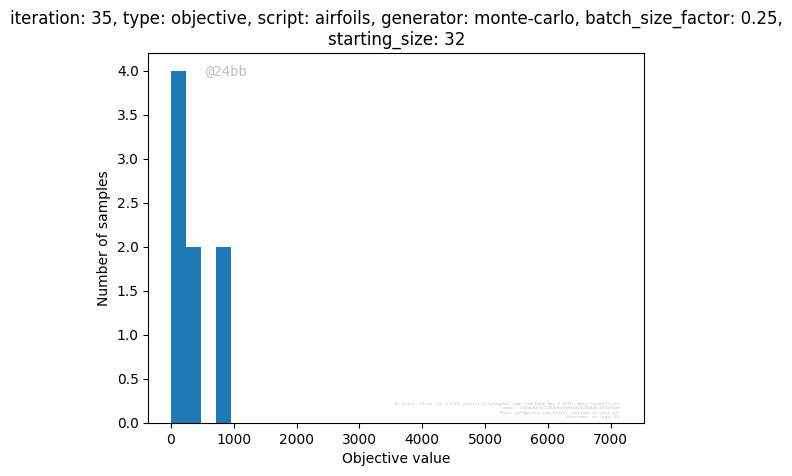 iteration: 35, type: objective, script: airfoils, generator: monte-carlo, batch_size_factor: 0.25,
starting_size: 32
@24bb
4.0
3.5
3.0
2.5
2.0
1.5
1.0
0.5
0.0
Number of samples
0 1000 2000 3000 4000 5000 6000 7000
Objective value